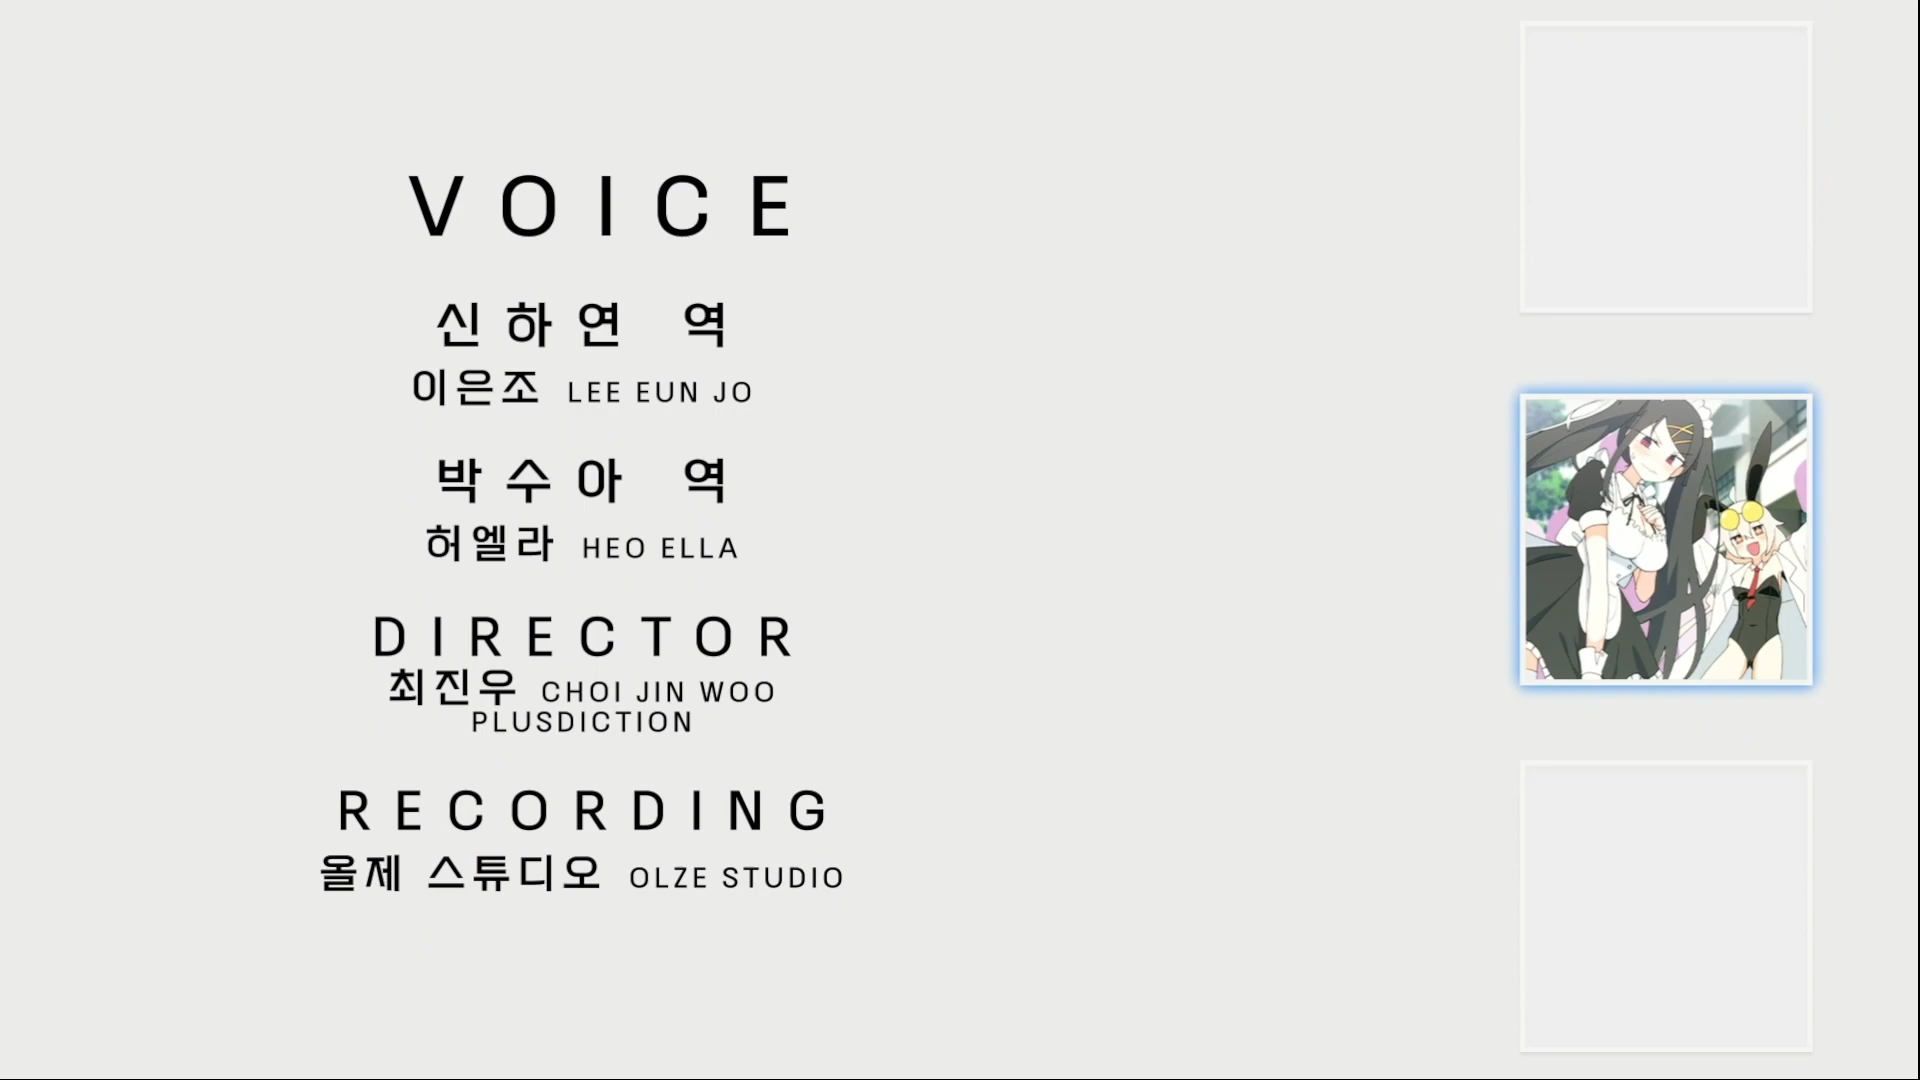 VOICE
신하연 역
이은조 LEE EUN JO
박수아 역
허엘라 HEO ELLA
DIRECTOR
최진우 CHOI JIN WOO
PLUSDICTION
RECORDING
올제 스튜디오 OLZE STUDIO